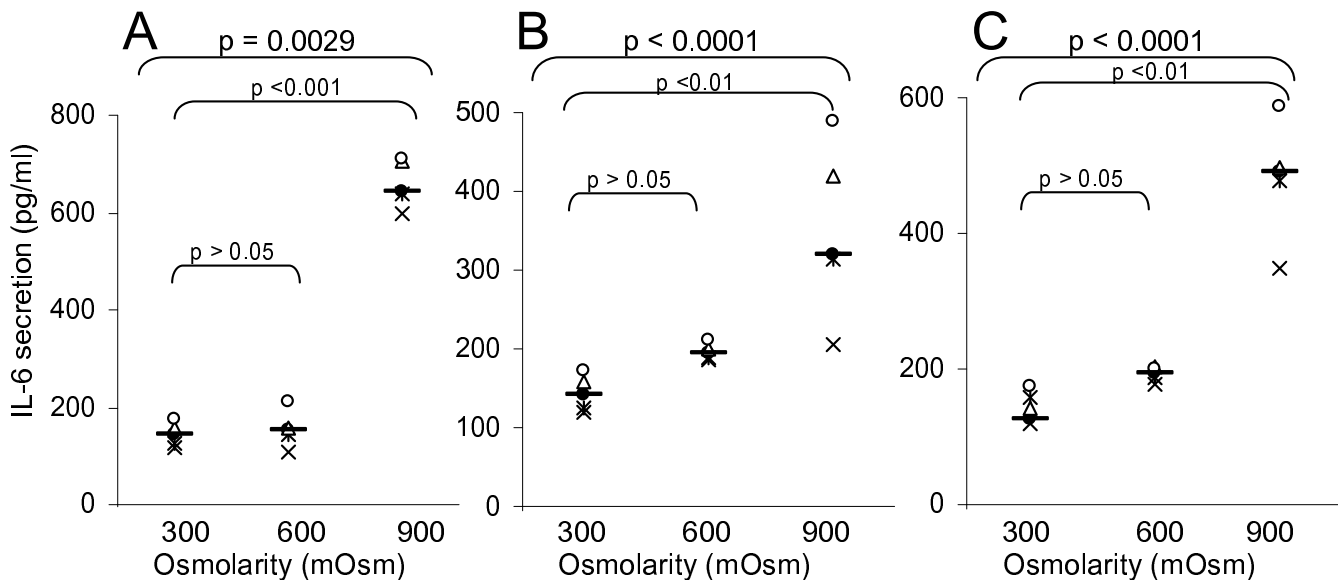 A
p = 0.0029
p <0.001
p > 0.05
IL-6 secretion (pg/ml)
800
600
400
200
0
300 600 900
Osmolarity (mOsm)
B
p < 0.0001
p <0.01
p > 0.05
500
400
300
200
100
0
300 600 900
Osmolarity (mOsm)
C
p < 0.0001
p <0.01
p > 0.05
600
400
200
0
300 600 900
Osmolarity (mOsm)